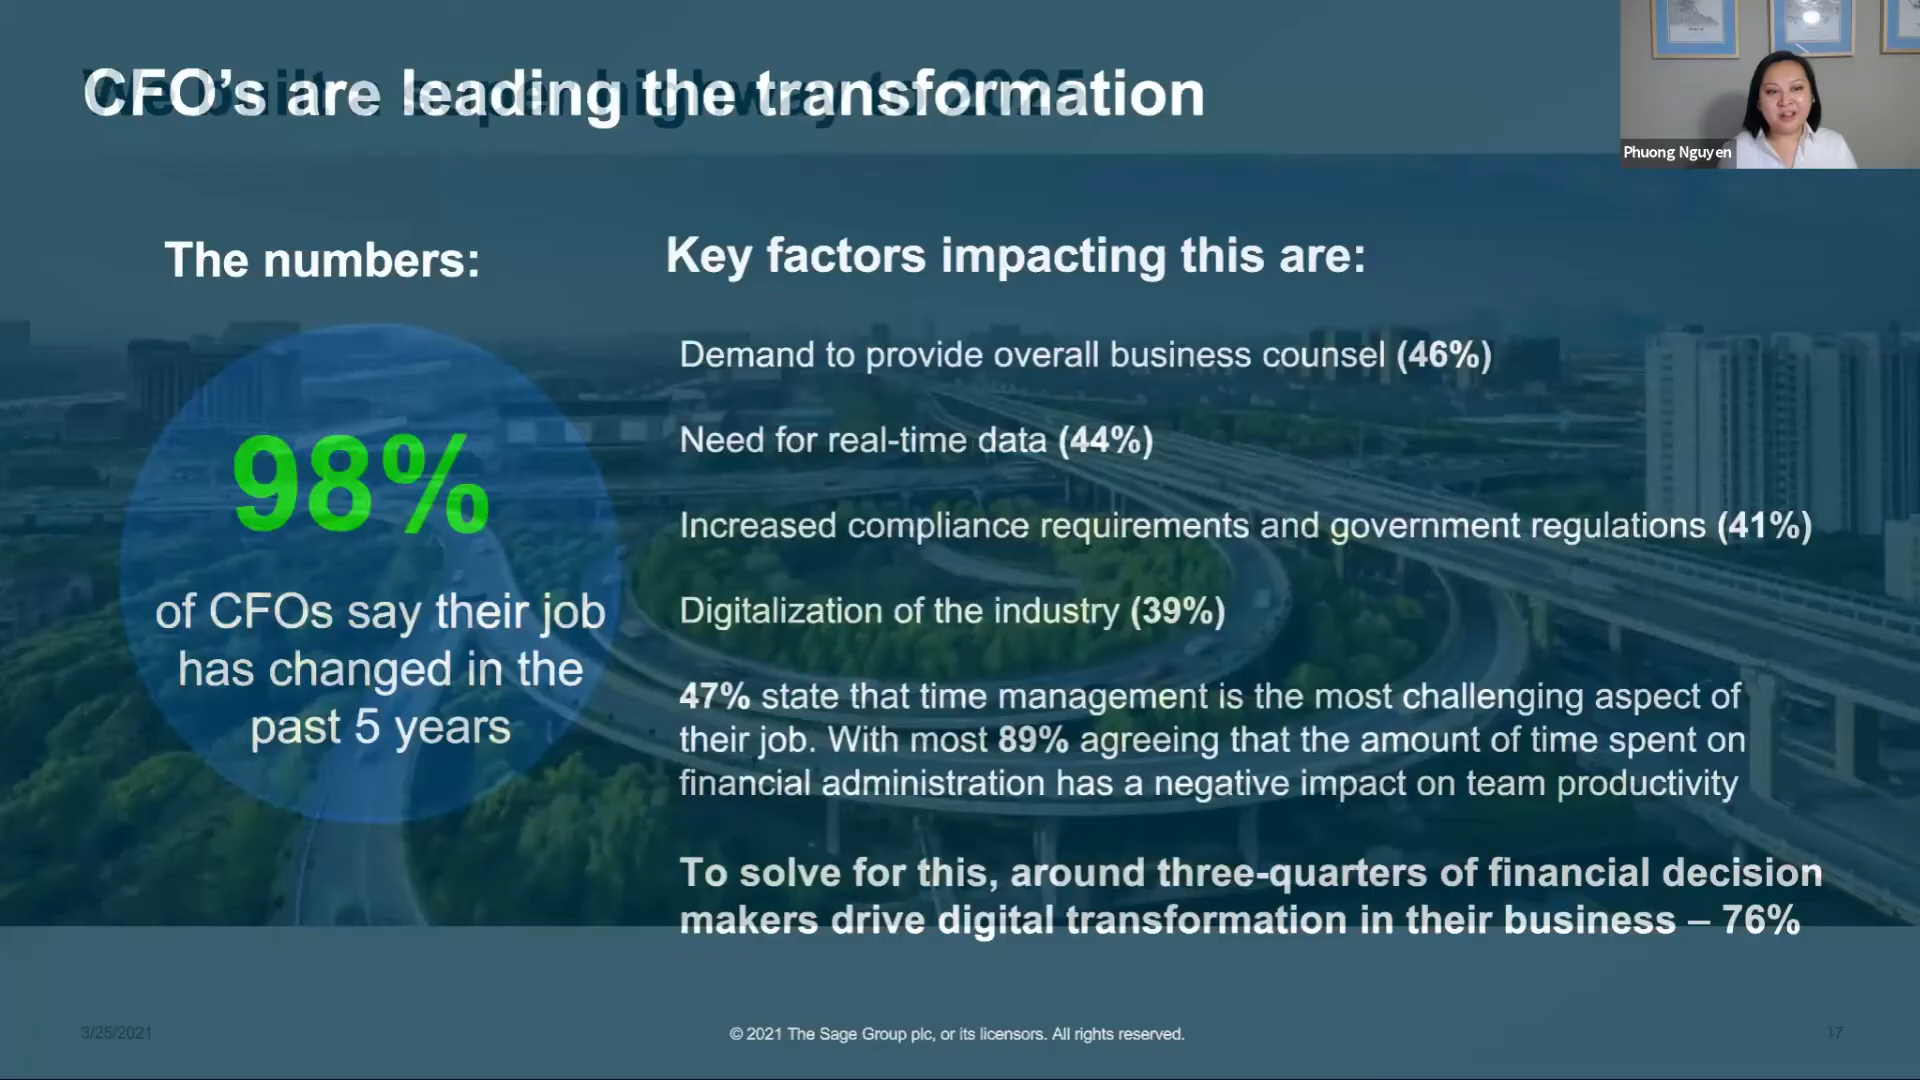 CFO’s are leading the transformation
Phuong Nguyen
The numbers:
98%
of CFOs say their job
has changed in the
past 5 years
Key factors impacting this are:
Demand to provide overall business counsel (46%)
Need for real-time data (44%)
Increased compliance requirements and government regulations (41%)
Digitalization of the industry (39%)
47% state that time management is the most challenging aspect of
their job. With most 89% agreeing that the amount of time spent on
financial administration has a negative impact on team productivity
To solve for this, around three-quarters of financial decision
makers drive digital transformation in their business – 76%
3/25/2021
© 2021 The Sage Group plc, or its licensors. All rights reserved.
17